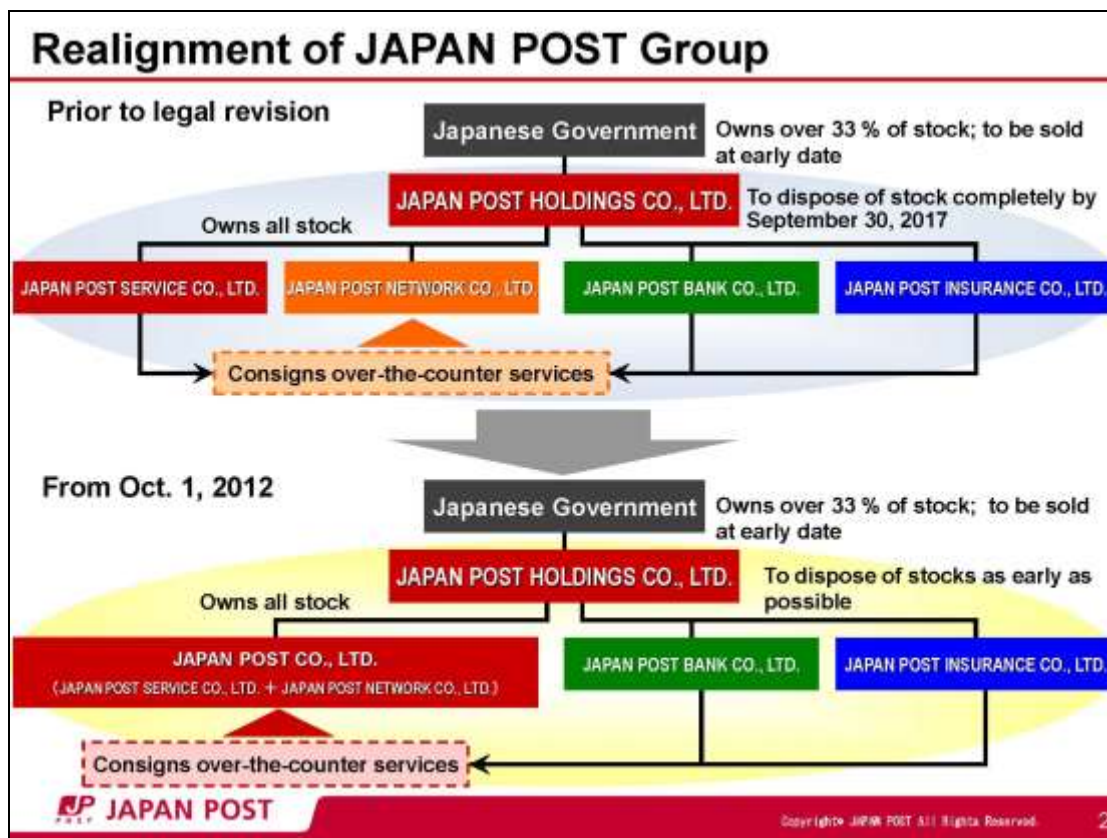 Realignment of JAPAN POST Group
Prior to legal revision
Japanese Government
Owns over 33 % of stock; to be sold
at early date
JAPAN POST HOLDINGS CO., LTD.
To dispose of stock completely by
September 30, 2017
Owns all stock
JAPAN POST SERVICE CO., LTD.
JAPAN POST NETWORK CO., LTD.
JAPAN POST BANK CO., LTD.
JAPAN POST INSURANCE CO., LTD.
Consigns over-the-counter services
From Oct. 1, 2012
Japanese Government
Owns over 33 % of stock; to be sold
at early date
JAPAN POST HOLDINGS CO., LTD.
To dispose of stocks as early as
possible
Owns all stock
JAPAN POST CO., LTD.
(JAPAN POST SERVICE CO., LTD. + JAPAN POST NETWORK CO., LTD.)
JAPAN POST BANK CO., LTD.
JAPAN POST INSURANCE CO., LTD.
Consigns over-the-counter services
JP
POST
JAPAN POST
Copyright© JAPAN POST All Rights Reserved.
2